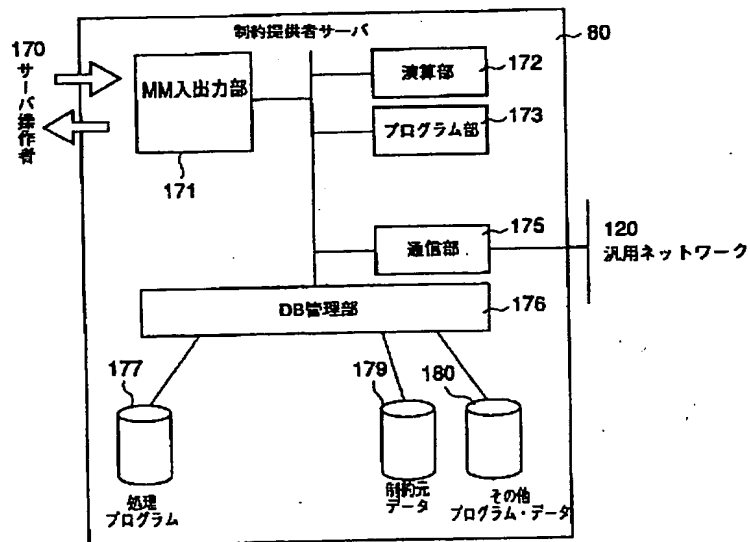 制約提供者サーバ
80
170
サーバ操作者
MM入出力部
171
演算部
172
プログラム部
173
通信部
175
120
汎用ネットワーク
DB管理部
176
177
処理
プログラム
179
制約元
データ
180
その他
プログラム・データ